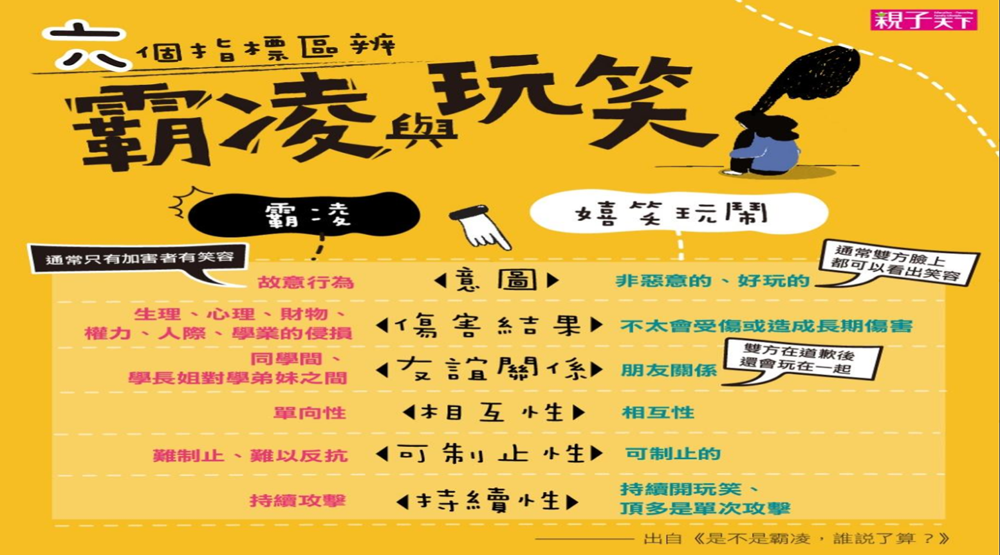 親子天下
Education · Parenting
Family Lifestyle
六個指標區辨
霸凌與玩笑
霸凌
嬉笑玩鬧
通常只有加害者有笑容
通常雙方臉上
都可以看出笑容
故意行為
意圖
非惡意的、好玩的
生理、心理、財物、
權力、人際、學業的侵損
傷害結果
不太會受傷或造成長期傷害
雙方在道歉後
還會玩在一起
同學間、
學長姐對學弟妹之間
友誼關係
朋友關係
單向性
相互性
相互性
難制止、難以反抗
可制止性
可制止的
持續攻擊
持續性
持續開玩笑、
頂多是單次攻擊
出自《是不是霸凌，誰説了算？》